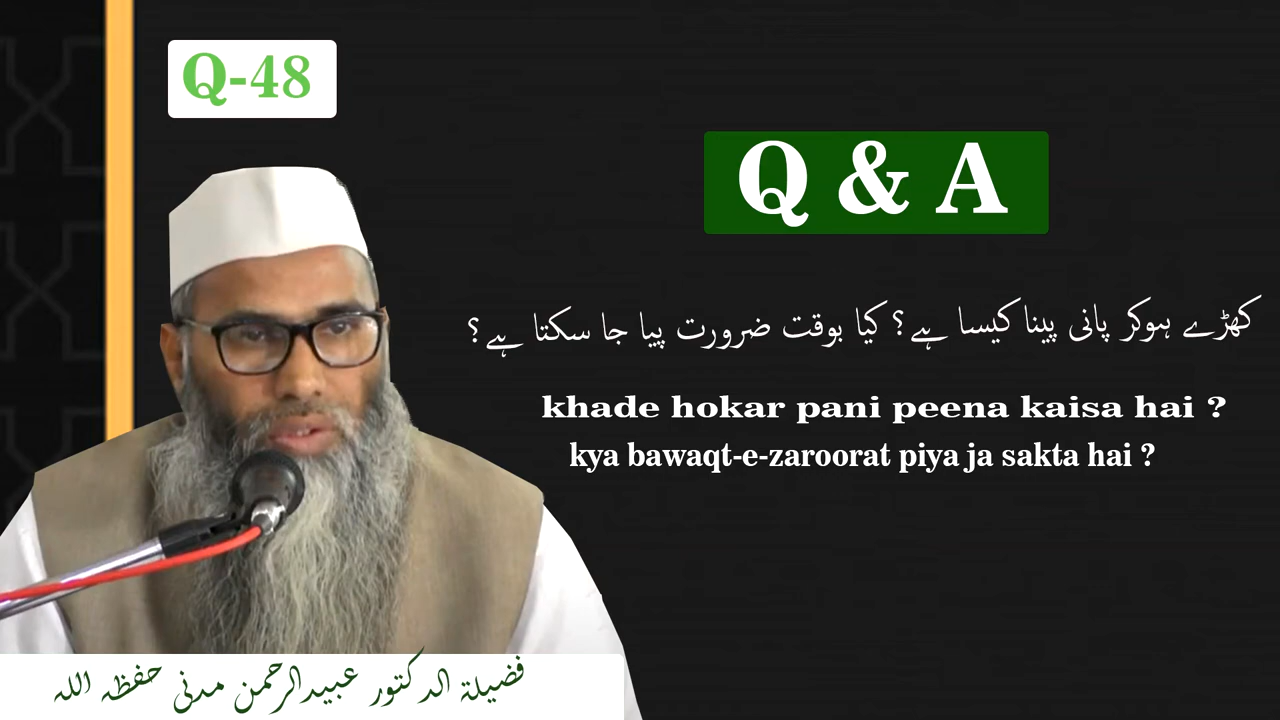 Q-48
Q & A
کھڑے ہوکر پانی پینا کیسا ہے؟ کیا بوقت ضرورت پیا جا سکتا ہے؟
khade hokar pani peena kaisa hai ?
kya bawaqt-e-zaroorat piya ja sakta hai ?
فضیلۃ الدکتور عبیدالرحمن مدنی حفظہ اللہ